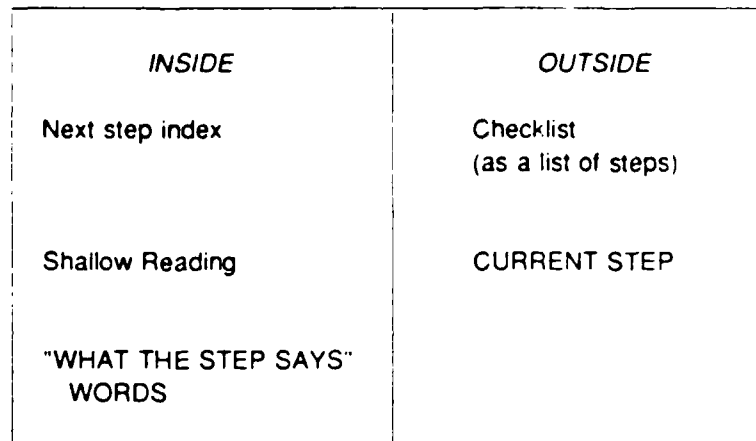 INSIDE OUTSIDE
Next step index Checklist
(as a list of steps)
Shallow Reading CURRENT STEP
"WHAT THE STEP SAYS"
WORDS